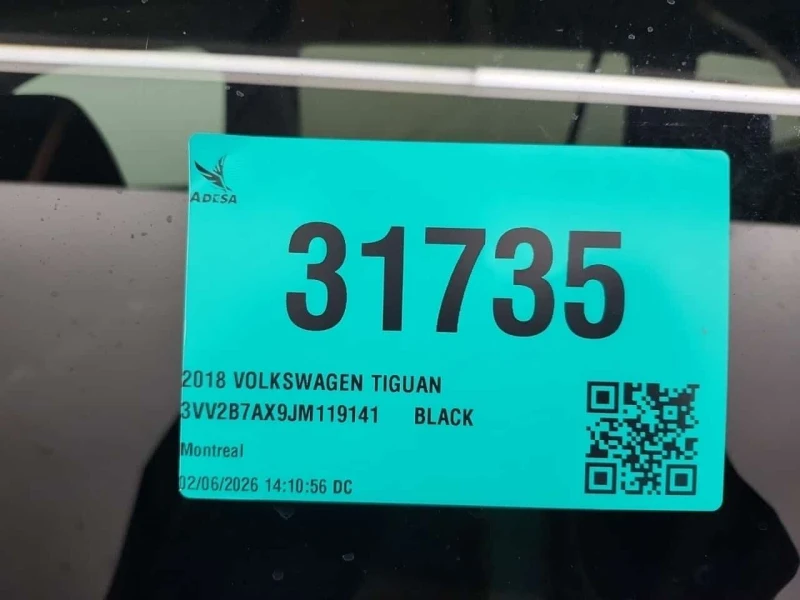 ADESA
31735
2018 VOLKSWAGEN TIGUAN
3VV2B7AX9JM119141 BLACK
Montreal
02/06/2026 14:10:56 DC